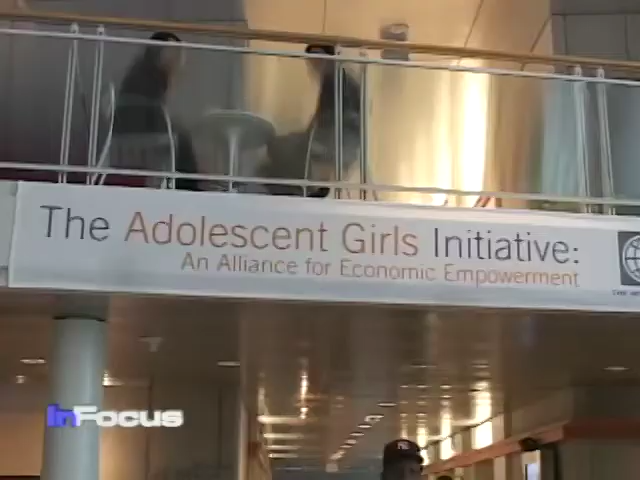 The Adolescent Girls Initiative:
An Alliance for Economic Empowerment
InFocus